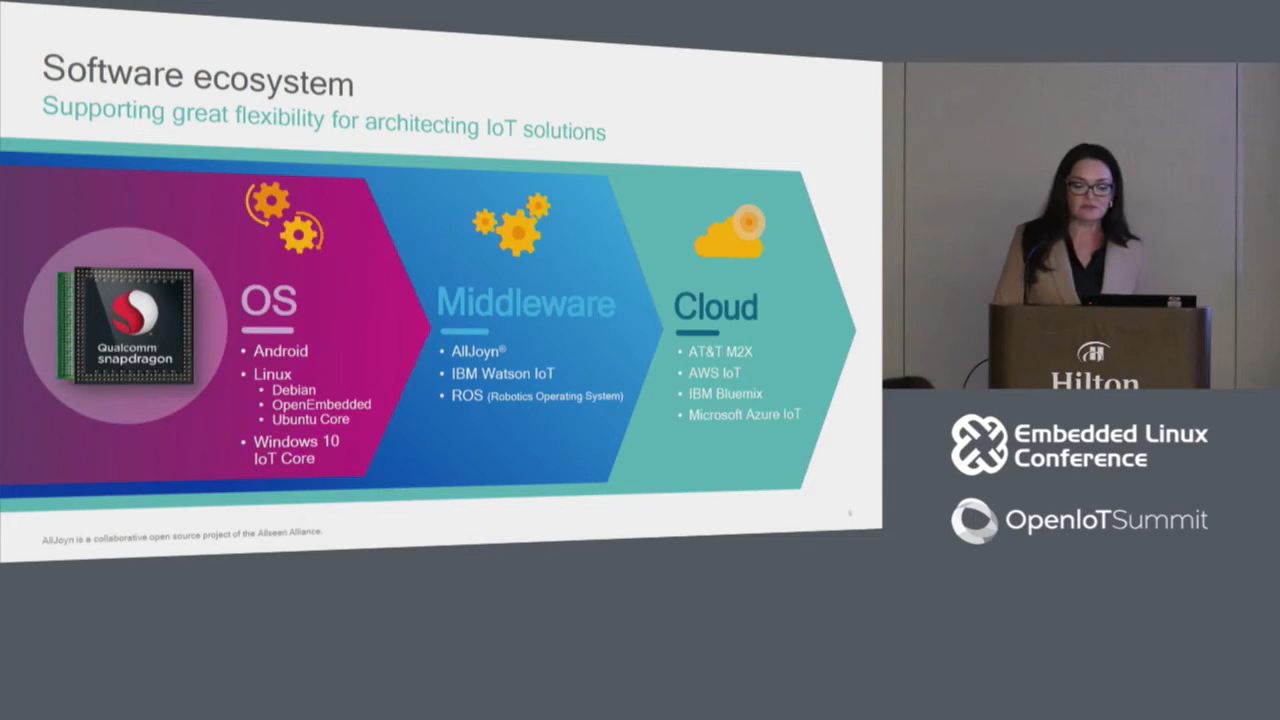 Software ecosystem
Supporting great flexibility for architecting IoT solutions
Qualcomm
snapdragon
OS
• Android
• Linux
• Debian
• OpenEmbedded
• Ubuntu Core
• Windows 10
IoT Core
Middleware
• AllJoyn®
• IBM Watson IoT
• ROS (Robotics Operating System)
Cloud
• AT&T M2X
• AWS IoT
• IBM Bluemix
• Microsoft Azure IoT
AllJoyn is a collaborative open source project of the Allseen Alliance.
Hilton
Embedded Linux
Conference
OpenIoTSummit